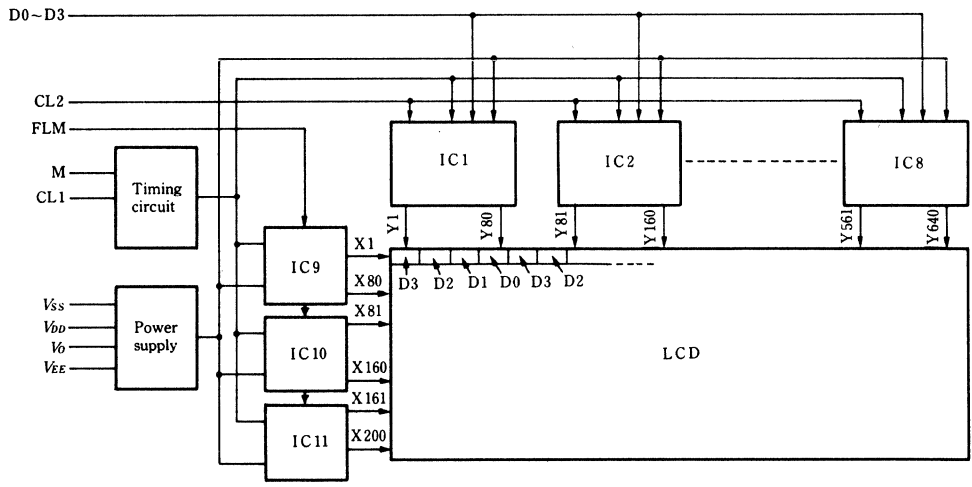 D0~D3
CL2
FLM
M
CL1
Timing
circuit
VSS
VDD
VO
VEE
Power
supply
IC1
IC2
IC8
Y1
Y80
Y81
Y160
Y561
Y640
IC9
IC10
IC11
X1
X80
X81
X160
X161
X200
D3
D2
D1
D0
D3
D2
LCD